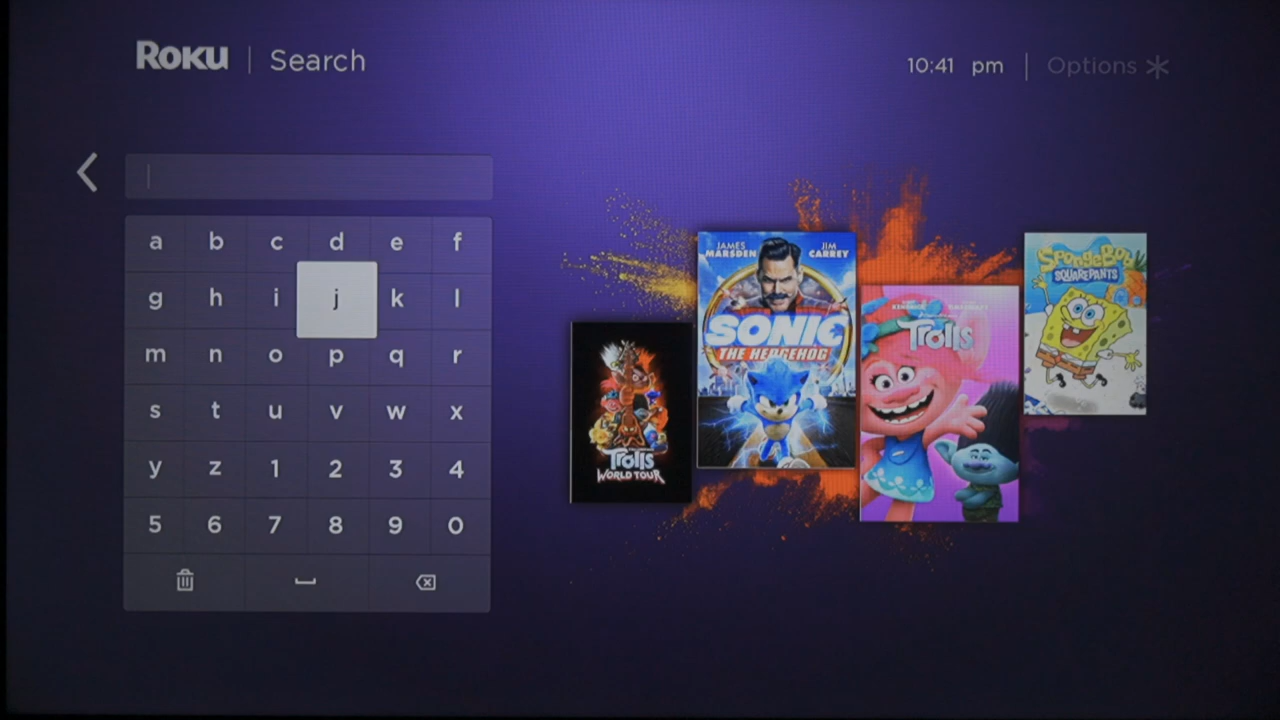 Roku | Search
10:41 pm | Options
a b c d e f
g h i j k l
m n o p q r
s t u v w x
y z 1 2 3 4
5 6 7 8 9 0
JAMES MARSDEN
JIM CARREY
SONIC
THE HEDGEHOG
TROLLS
WORLD TOUR
TROLLS
SPONGEBOB
SQUAREPANTS